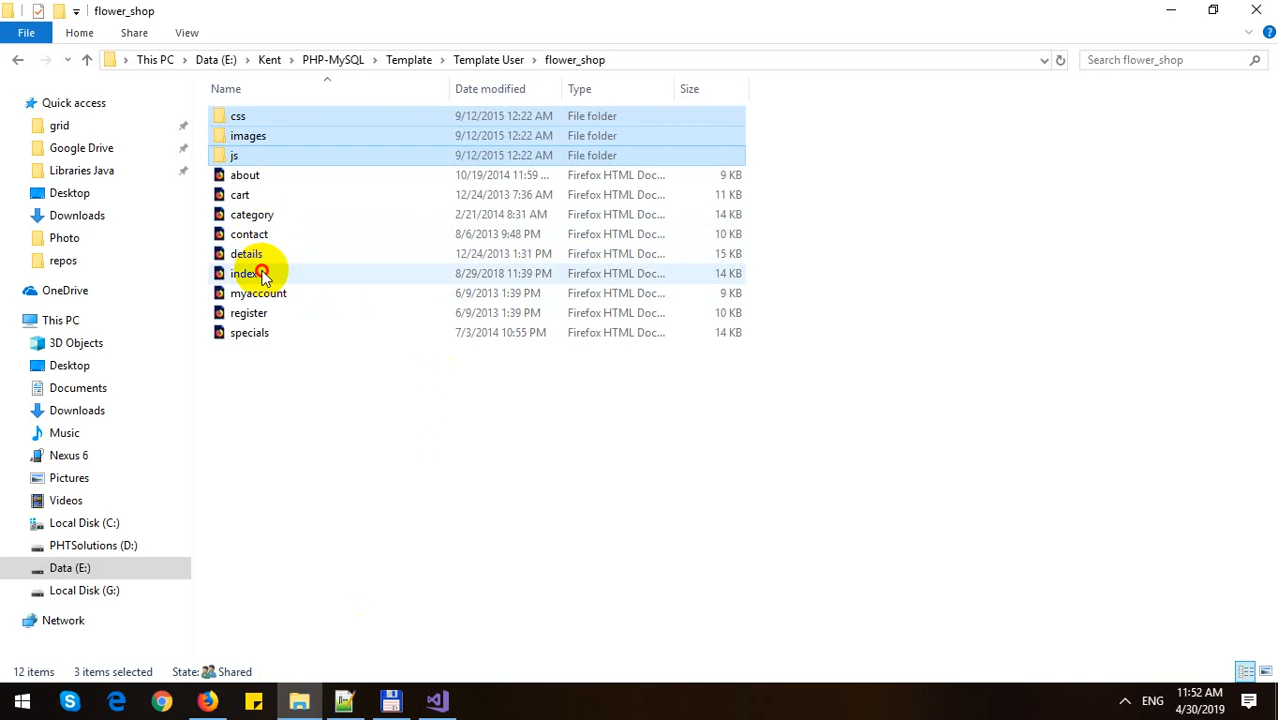 flower_shop
File Home Share View
This PC Data (E:) Kent PHP-MySQL Template Template User flower_shop Search flower_shop
Name Date modified Type Size
Quick access
grid
Google Drive
Libraries Java
Desktop
Downloads
Photo
repos
OneDrive
This PC
3D Objects
Desktop
Documents
Downloads
Music
Nexus 6
Pictures
Videos
Local Disk (C:)
PHTSolutions (D:)
Data (E:)
Local Disk (G:)
Network
css 9/12/2015 12:22 AM File folder
images 9/12/2015 12:22 AM File folder
js 9/12/2015 12:22 AM File folder
about 10/19/2014 11:59 ... Firefox HTML Doc... 9 KB
cart 12/24/2013 7:36 AM Firefox HTML Doc... 11 KB
category 2/21/2014 8:31 AM Firefox HTML Doc... 14 KB
contact 8/6/2013 9:48 PM Firefox HTML Doc... 10 KB
details 12/24/2013 1:31 PM Firefox HTML Doc... 15 KB
index 8/29/2018 11:39 PM Firefox HTML Doc... 14 KB
myaccount 6/9/2013 1:39 PM Firefox HTML Doc... 9 KB
register 6/9/2013 1:39 PM Firefox HTML Doc... 10 KB
specials 7/3/2014 10:55 PM Firefox HTML Doc... 14 KB
12 items 3 items selected State: Shared
ENG
11:52 AM
4/30/2019